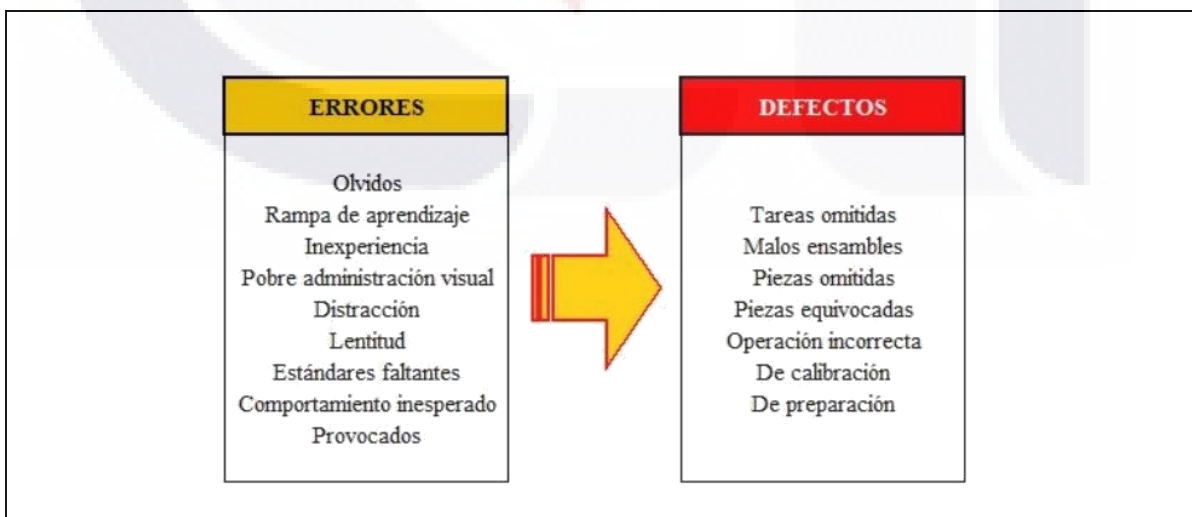 ERRORES
Olvidos
Rampa de aprendizaje
Inexperiencia
Pobre administración visual
Distracción
Lentitud
Estándares faltantes
Comportamiento inesperado
Provocados
DEFECTOS
Tareas omitidas
Malos ensambles
Piezas omitidas
Piezas equivocadas
Operación incorrecta
De calibración
De preparación